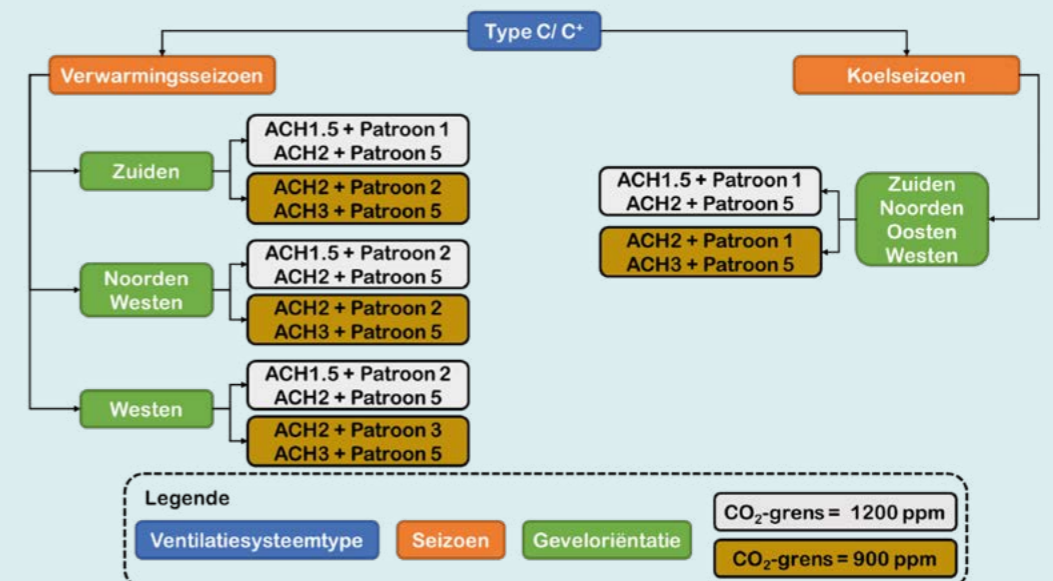 Type C/ C⁺
Verwarmingsseizoen
Koelseizoen
Zuiden
ACH1.5 + Patroon 1
ACH2 + Patroon 5
ACH2 + Patroon 2
ACH3 + Patroon 5
Noorden
Westen
ACH1.5 + Patroon 2
ACH2 + Patroon 5
ACH2 + Patroon 2
ACH3 + Patroon 5
Westen
ACH1.5 + Patroon 2
ACH2 + Patroon 5
ACH2 + Patroon 3
ACH3 + Patroon 5
ACH1.5 + Patroon 1
ACH2 + Patroon 5
ACH2 + Patroon 1
ACH3 + Patroon 5
Zuiden
Noorden
Oosten
Westen
Legende
Ventilatiesysteemtype
Seizoen
Geveloriëntatie
CO₂-grens = 1200 ppm
CO₂-grens = 900 ppm